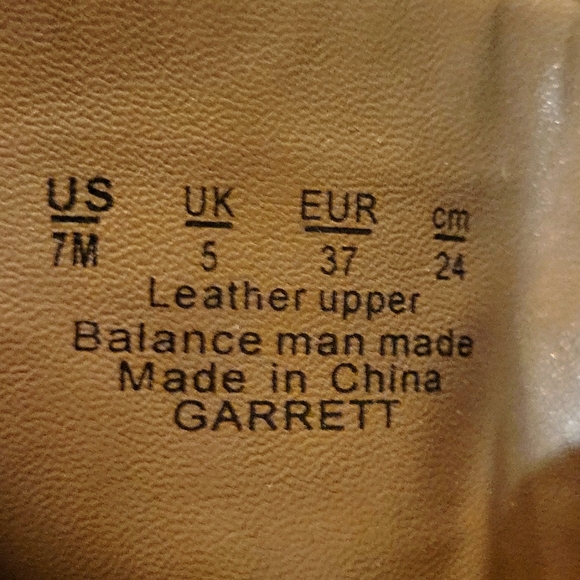 US UK EUR cm
7M 5 37 24
Leather upper
Balance man made
Made in China
GARRETT